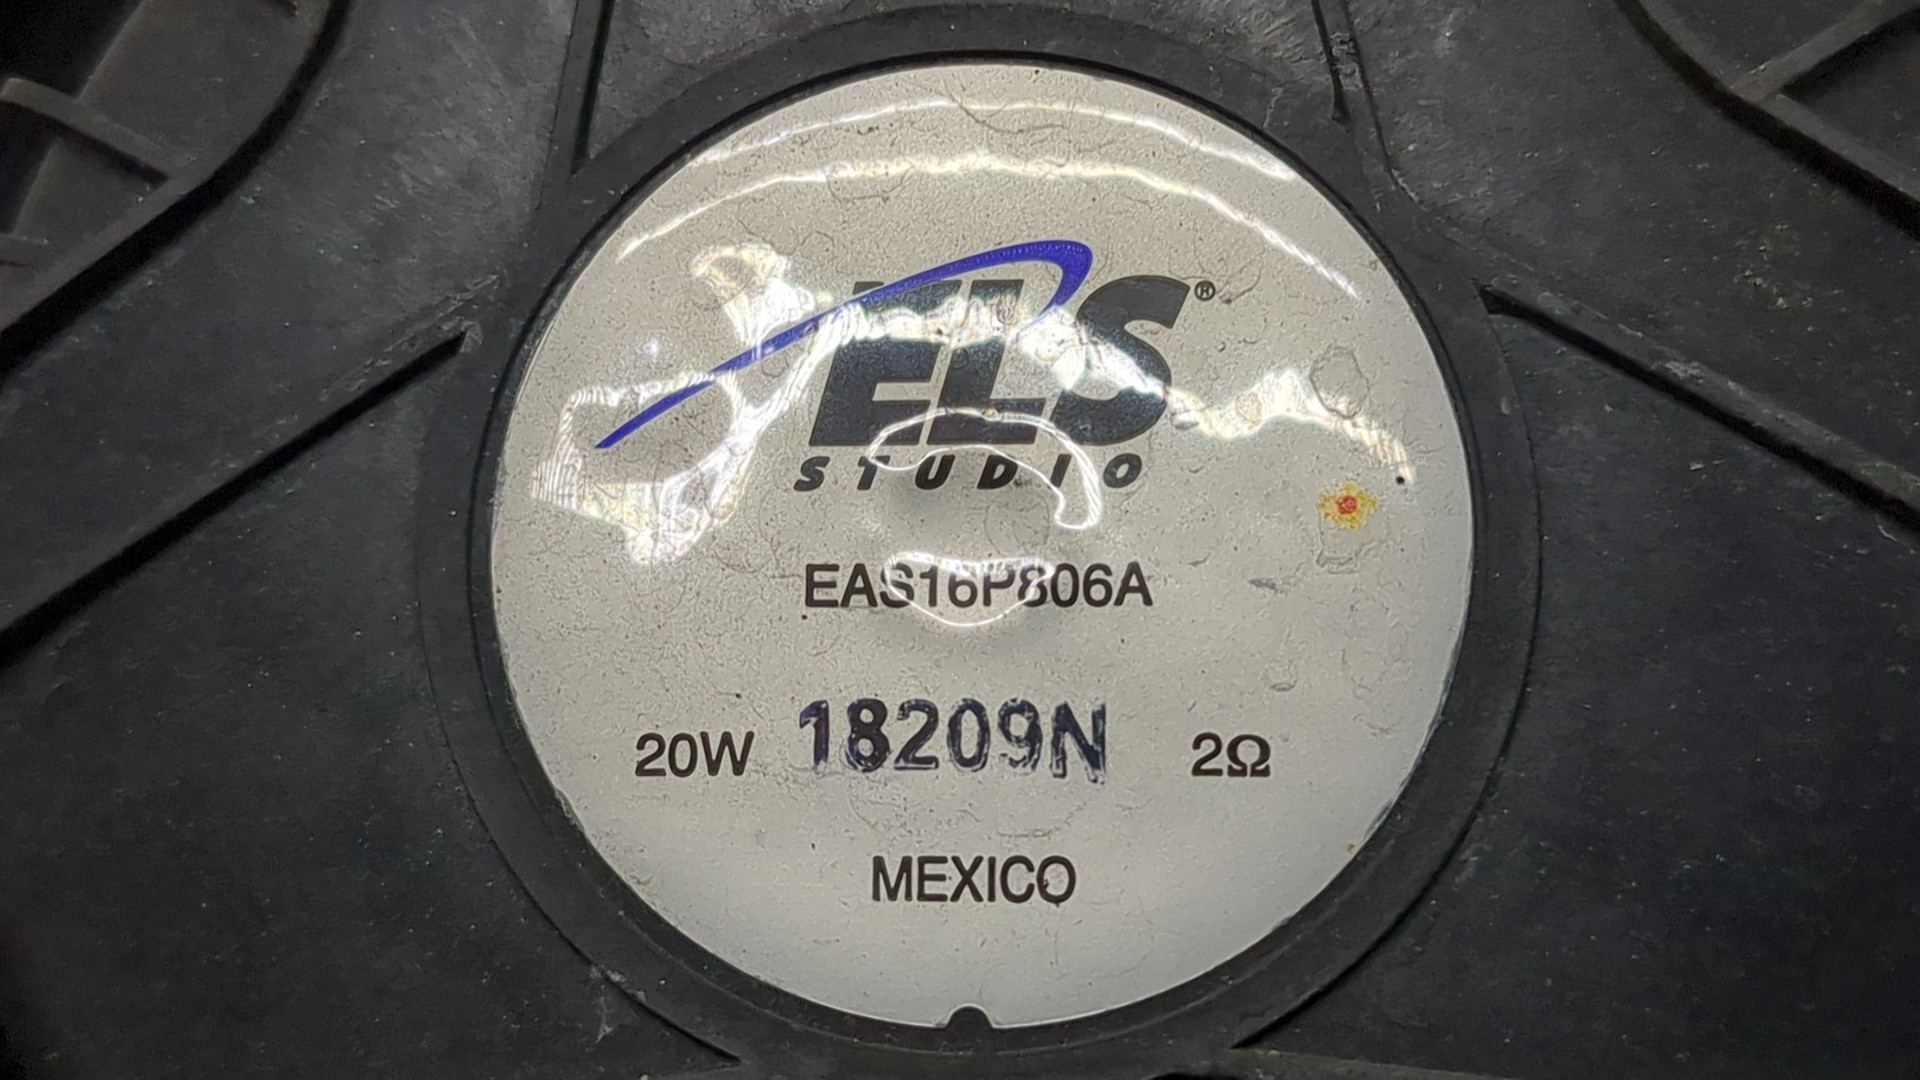 ELS®
STUDIO
EAS16P806A
20W 18209N 2Ω
MEXICO